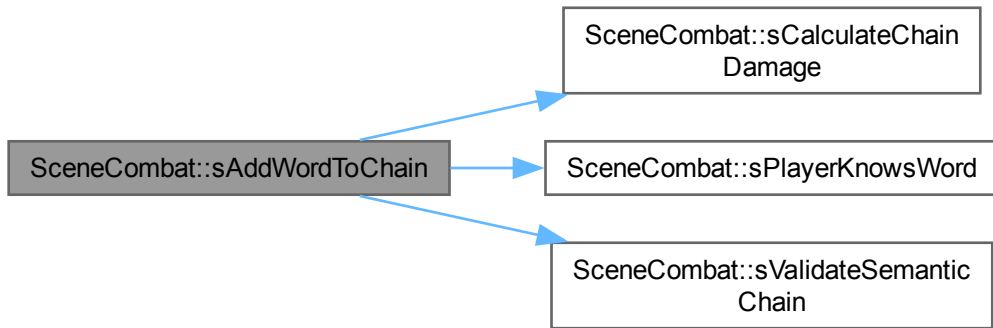 SceneCombat::sCalculateChain
Damage
SceneCombat::sAddWordToChain
SceneCombat::sPlayerKnowsWord
SceneCombat::sValidateSemantic
Chain